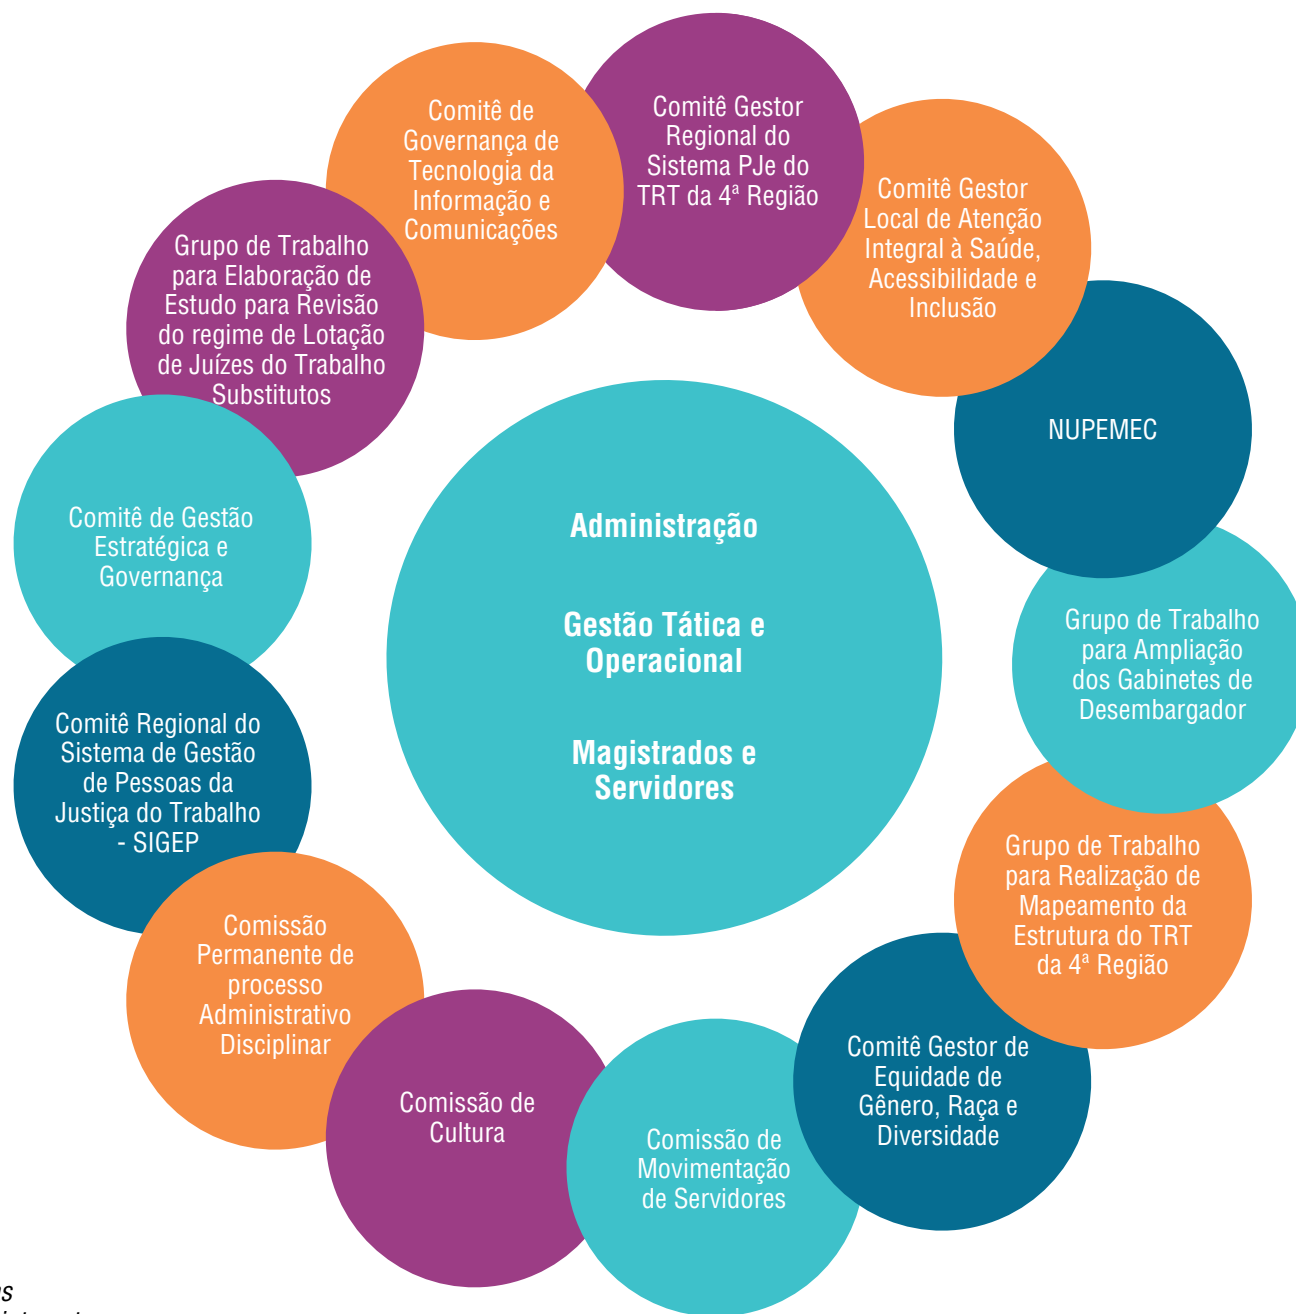 Comitê Gestor
Regional do
Sistema PJe do
TRT da 4ª Região
Comitê Gestor
Local de Atenção
Integral à Saúde,
Acessibilidade e
Inclusão
NUPEMEC
Grupo de Trabalho
para Ampliação
dos Gabinetes de
Desembargador
Grupo de Trabalho
para Realização de
Mapeamento da
Estrutura do TRT
da 4ª Região
Comitê Gestor de
Equidade de
Gênero, Raça e
Diversidade
Comissão de
Movimentação
de Servidores
Comissão de
Cultura
Comissão
Permanente de
processo
Administrativo
Disciplinar
Comitê Regional do
Sistema de Gestão
de Pessoas da
Justiça do Trabalho
- SIGEP
Comitê de Gestão
Estratégica e
Governança
Grupo de Trabalho
para Elaboração de
Estudo para Revisão
do regime de Lotação
de Juízes do Trabalho
Substitutos
Comitê de
Governança de
Tecnologia da
Informação e
Comunicações
Administração
Gestão Tática e
Operacional
Magistrados e
Servidores